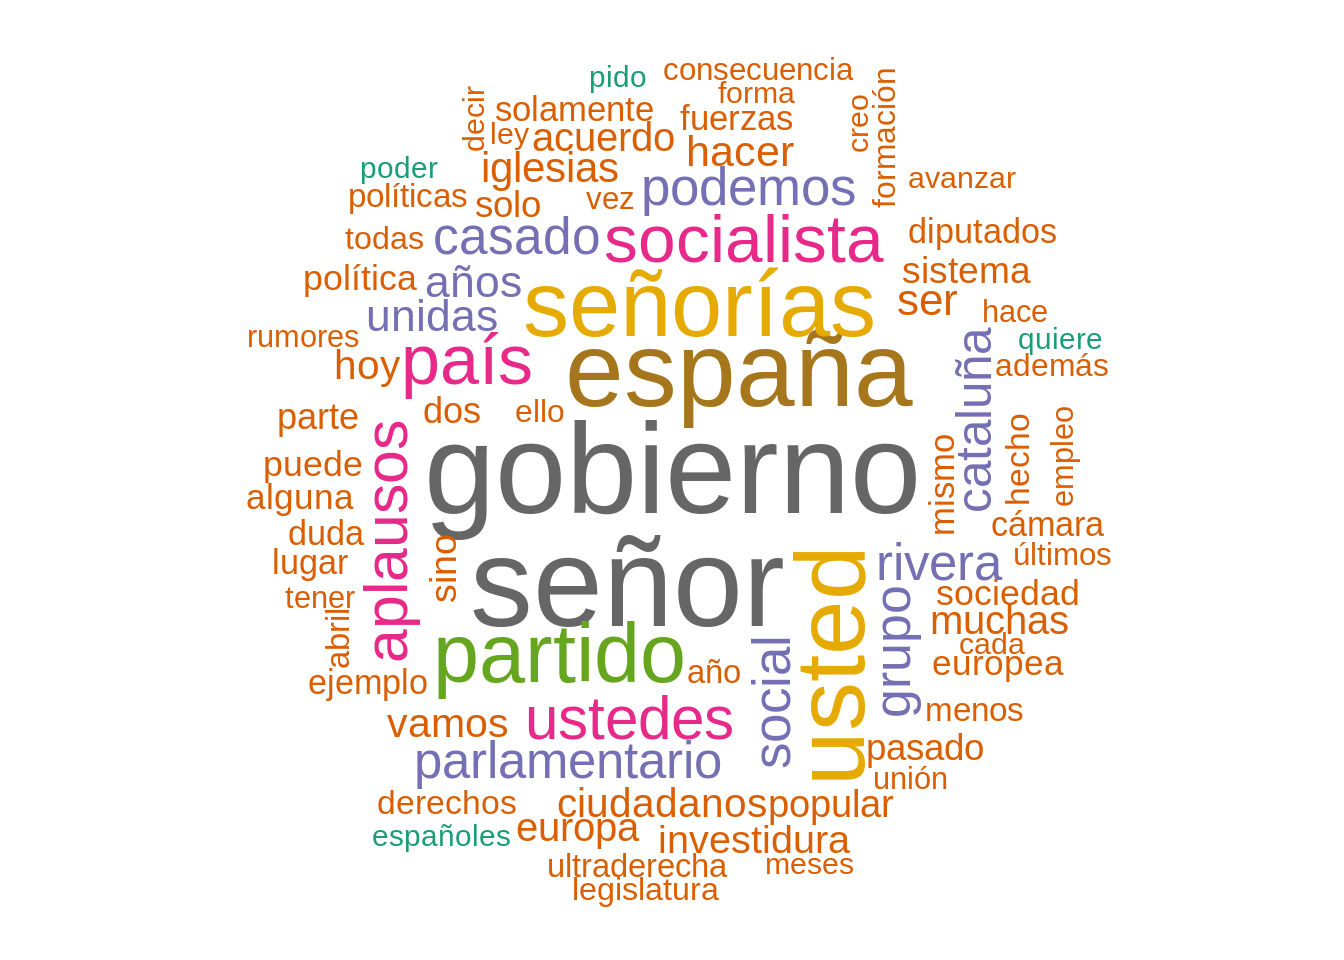 consecuencia
pido
forma
decir
solamente
fuerzas
creo
formación
ley
acuerdo
hacer
iglesias
poder
podemos
avanzar
políticas
solo
vez
todas
casado
socialista
diputados
política
años
señorías
sistema
unidas
ser
hace
rumores
país
españa
cataluña
quiere
hoy
además
parte
dos
ello
aplausos
gobierno
mismo
hecho
empleo
puede
alguna
cámara
duda
lugar
sino
señor
usted
rivera
últimos
tener
sociedad
abril
grupo
muchas
cada
ejemplo
partido
año
social
europea
vamos
ustedes
menos
parlamentario
pasado
unión
derechos
ciudadanos
popular
españoles
europa
investidura
ultraderecha
meses
legislatura